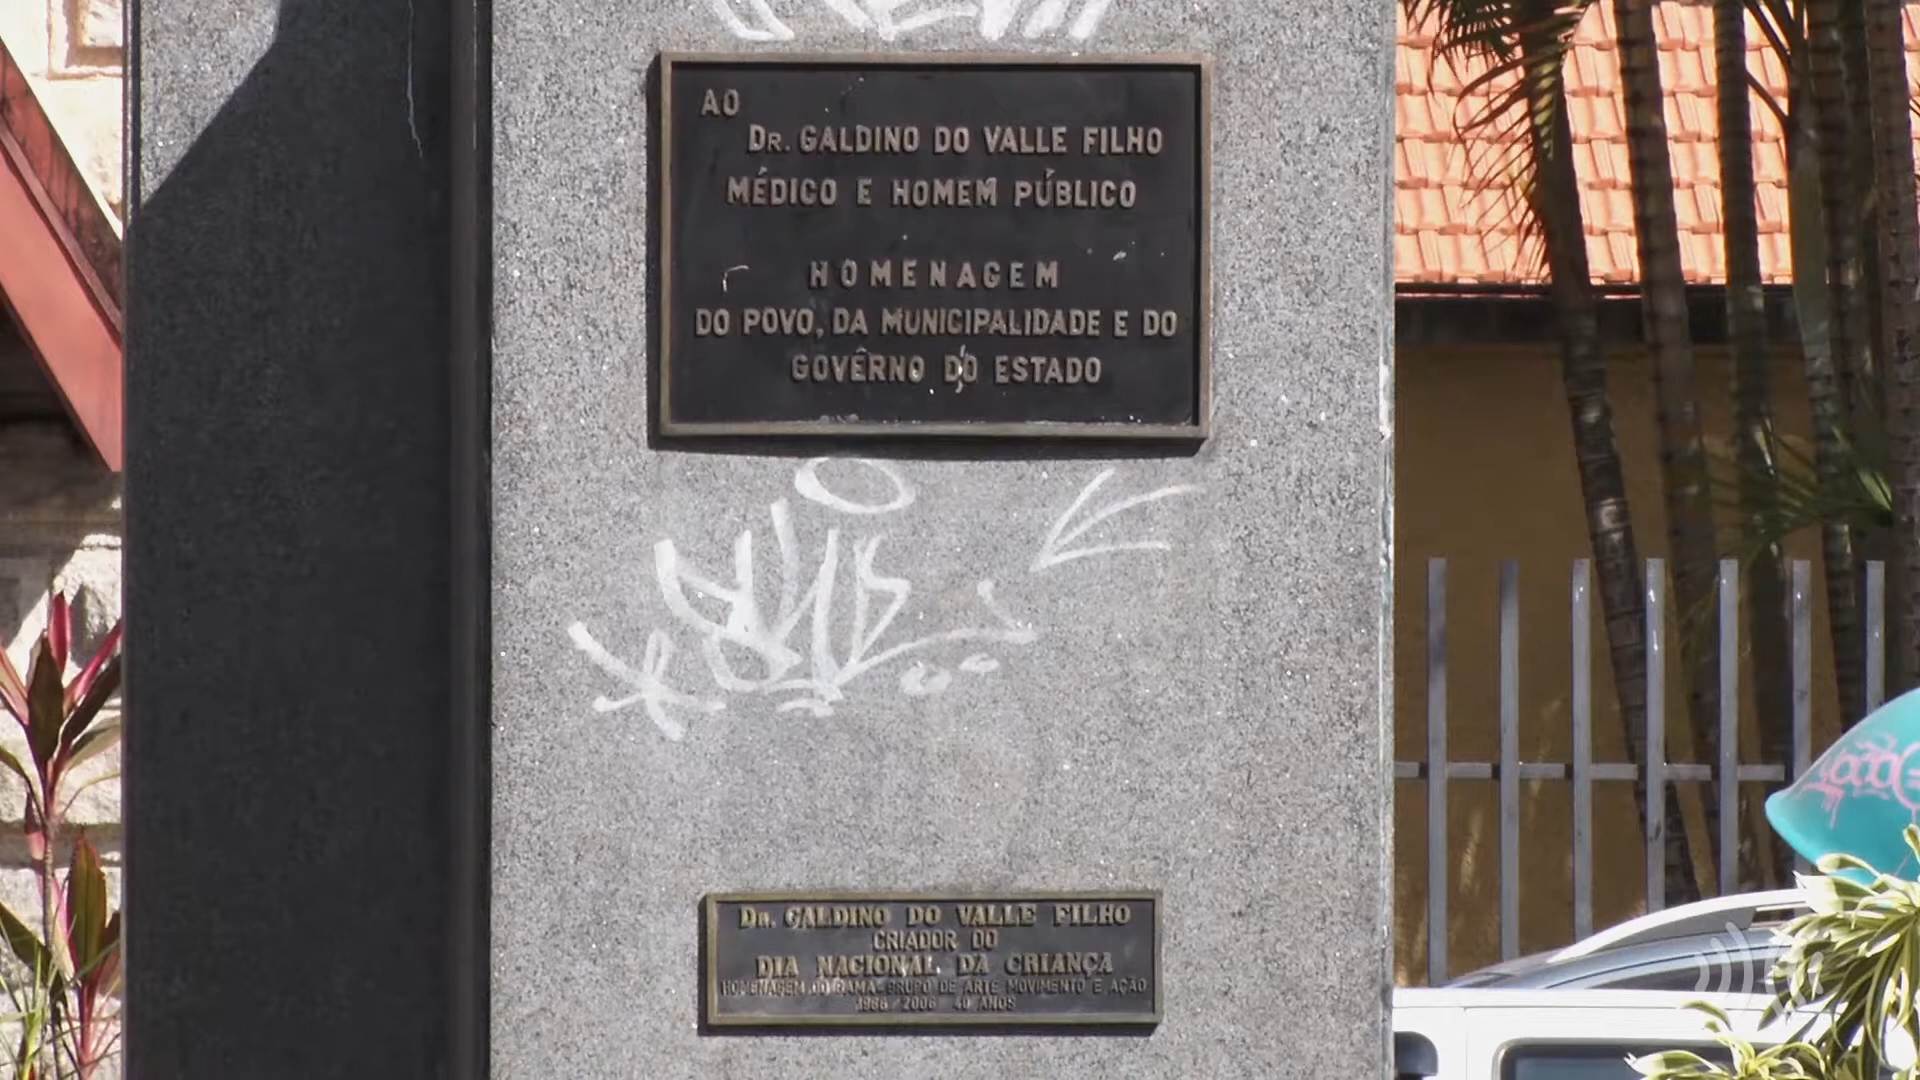 AO
DR. GALDINO DO VALLE FILHO
MÉDICO E HOMEM PÚBLICO
HOMENAGEM
DO POVO, DA MUNICIPALIDADE E DO
GOVÊRNO DO ESTADO
DR. GALDINO DO VALLE FILHO
CRIADOR DO
DIA NACIONAL DA CRIANÇA
HOMENAGEM DO GAMA-GRUPO DE ARTE MOVIMENTO E AÇÃO
1966 / 2006 40 ANOS